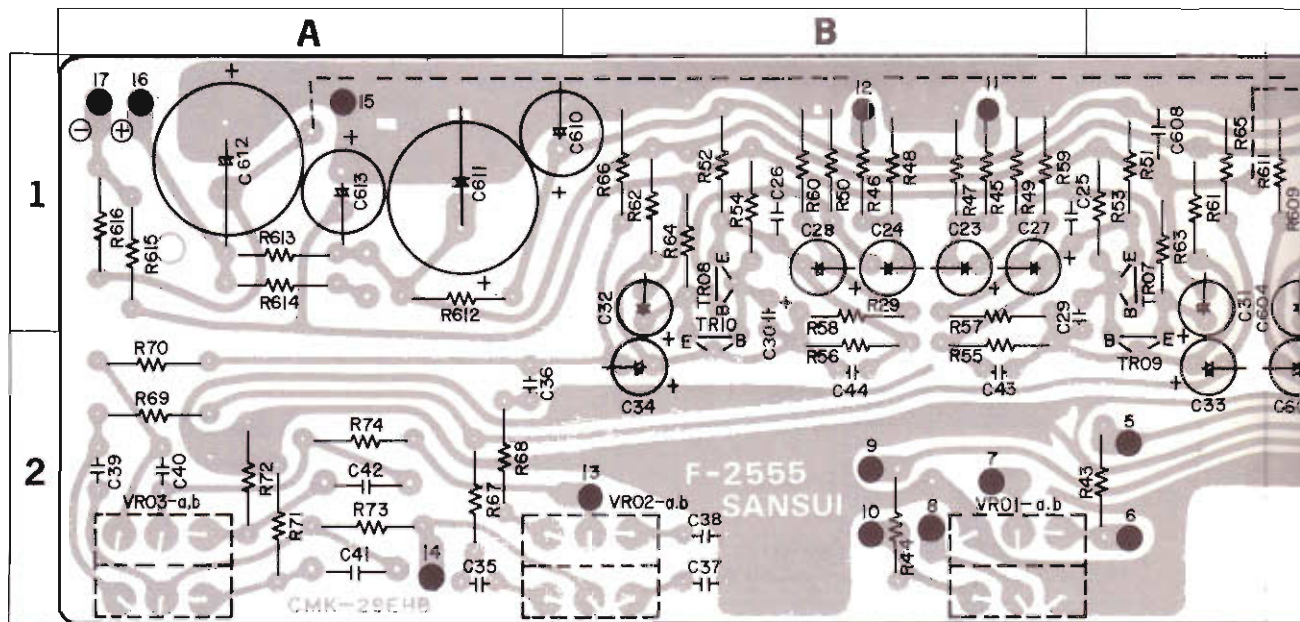 A B
1
2
17 16 15 12 11
C612 C613 C611 C610
R66 R62 R64 R52 R54 C26 R60 R50 R46 R48 R47 R45 R49 R59 C25 R53 R51 C608 R63 R61 R65 R611 R609
R616 R615 R613
R614 R612
C28 C24 C23 C27
C32 TR08 E B C30 R29 C29 B E TR07 C31 C604
R58 R57
E TR10 B R56 R55 B E TR09
R70 C36 C34 C44 C43 C33
R69
R74 R68 5
C39 C40 R72 C42 R67 13 9 7 R43
F-2555
SANSUI
VR03-a,b R71 R73 VR02-a,b C38 10 R44 8 VR01-a,b 6
C41 14 C35 C37
CMK-29EHB